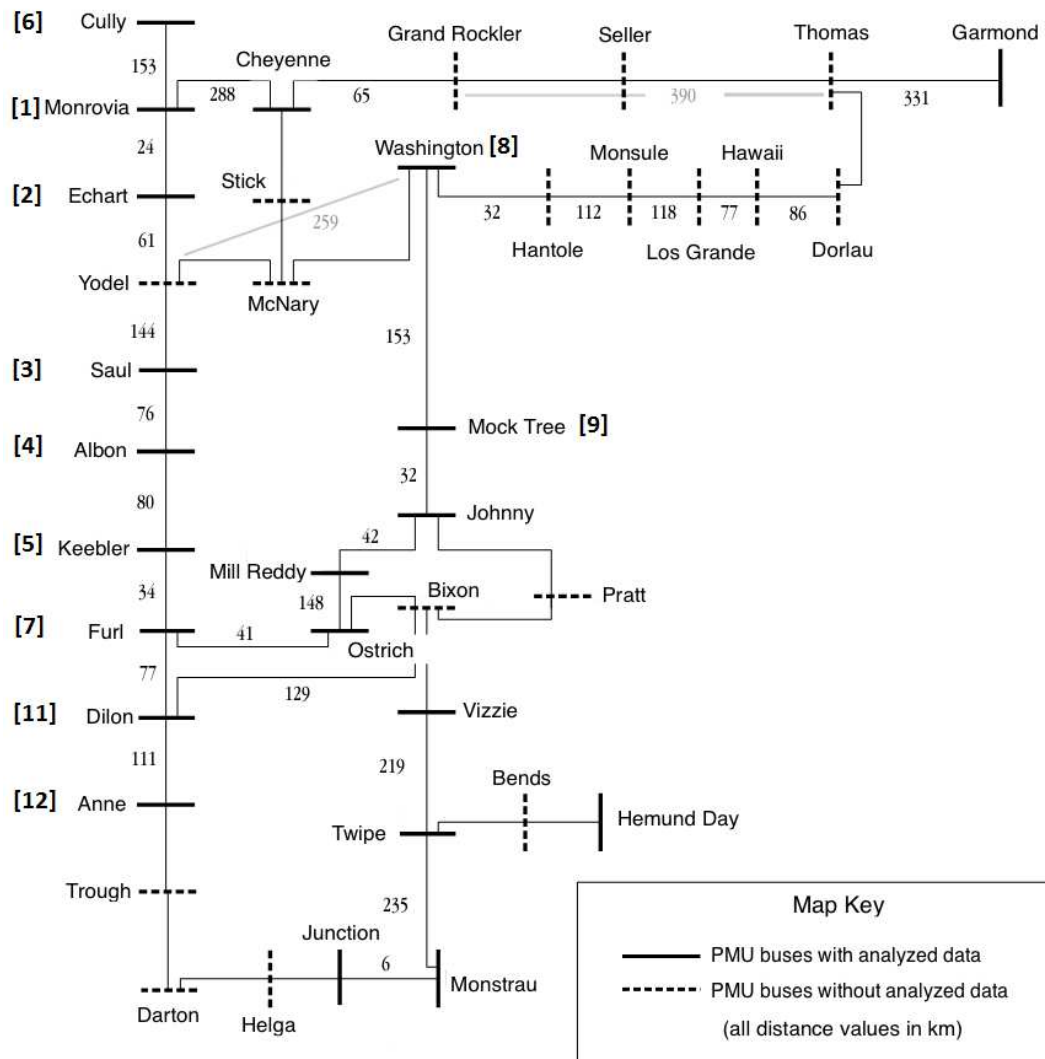 [6] Cully
Grand Rockler
Seller
Thomas
Garmond
Cheyenne
153
288
65
390
331
[1] Monrovia
24
Washington [8]
Monsule
Hawaii
Stick
[2] Echart
259
32
112
118
77
86
61
Hantole
Los Grande
Dorlau
Yodel
McNary
144
153
[3] Saul
76
Mock Tree [9]
[4] Albon
80
32
Johnny
[5] Keebler
42
Mill Reddy
Bixon
34
148
Pratt
[7] Furl
41
Ostrich
77
129
[11] Dilon
Vizzie
111
219
Bends
[12] Anne
Twipe
Hemund Day
Trough
235
Junction
6
Monstrau
Darton
Helga
Map Key
PMU buses with analyzed data
PMU buses without analyzed data
(all distance values in km)